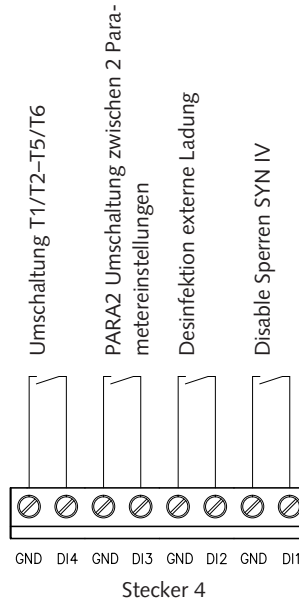 Umschaltung T1/T2–T5/T6
PARA2 Umschaltung zwischen 2 Para-
metereinstellungen
Desinfektion externe Ladung
Disable Sperren SYN IV
GND DI4 GND DI3 GND DI2 GND DI1
Stecker 4